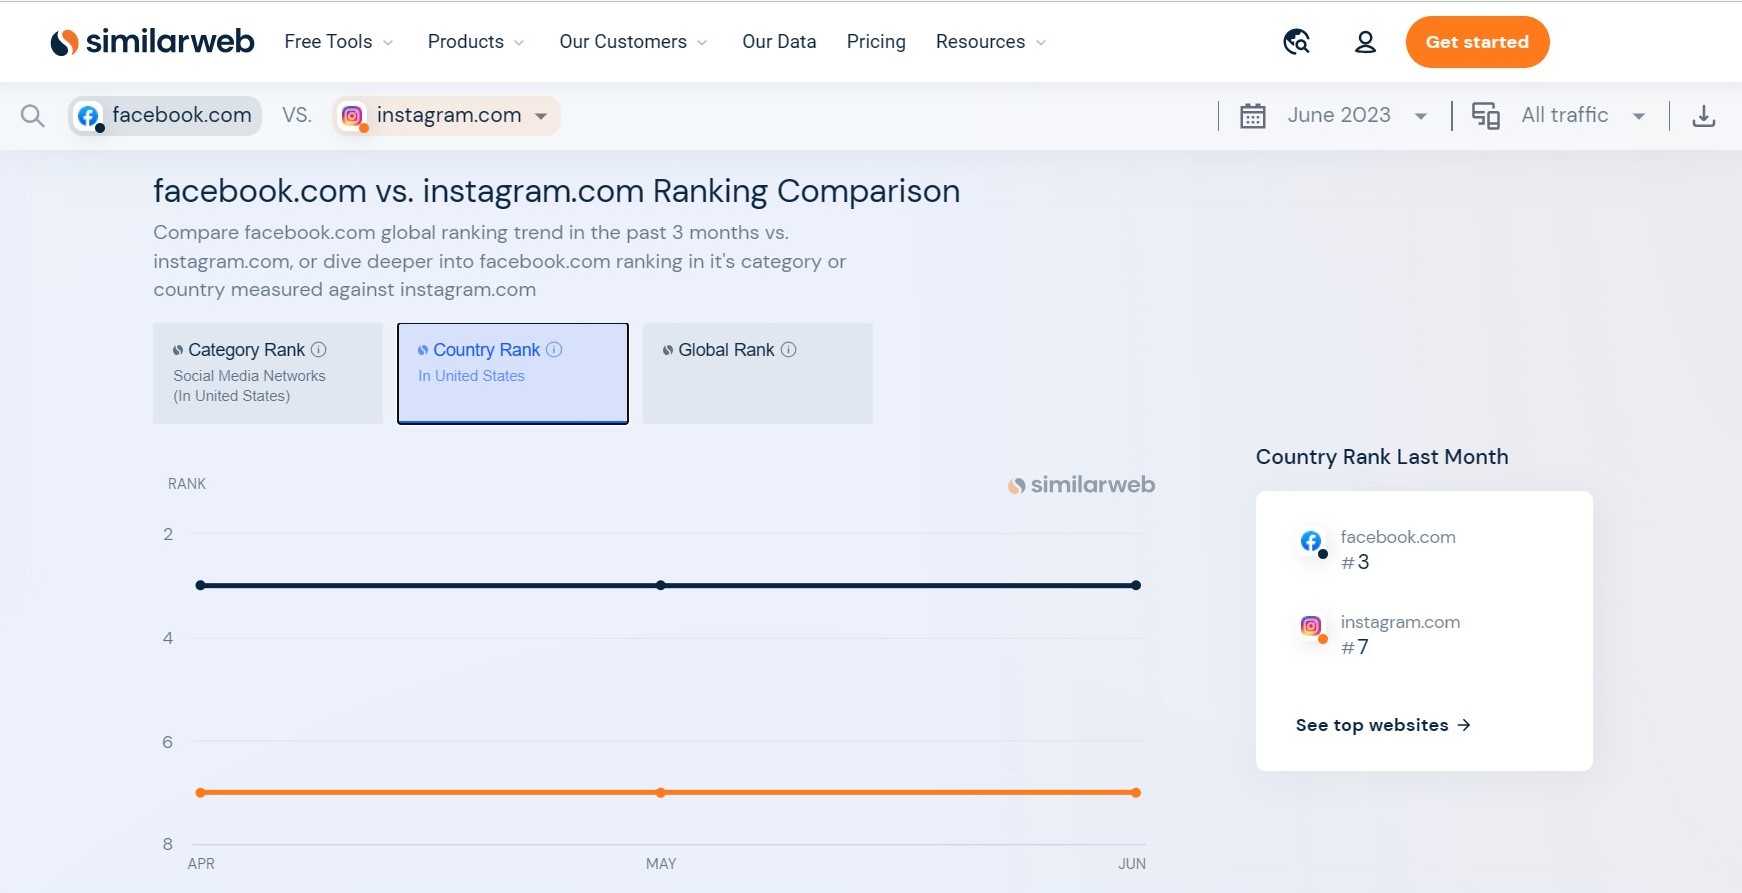 similarweb Free Tools Products Our Customers Our Data Pricing Resources Get started
facebook.com VS. instagram.com June 2023 All traffic
facebook.com vs. instagram.com Ranking Comparison
Compare facebook.com global ranking trend in the past 3 months vs.
instagram.com, or dive deeper into facebook.com ranking in it's category or
country measured against instagram.com
Category Rank
Social Media Networks
(In United States)
Country Rank
In United States
Global Rank
RANK
similarweb
2
4
6
8
APR MAY JUN
Country Rank Last Month
facebook.com
#3
instagram.com
#7
See top websites →